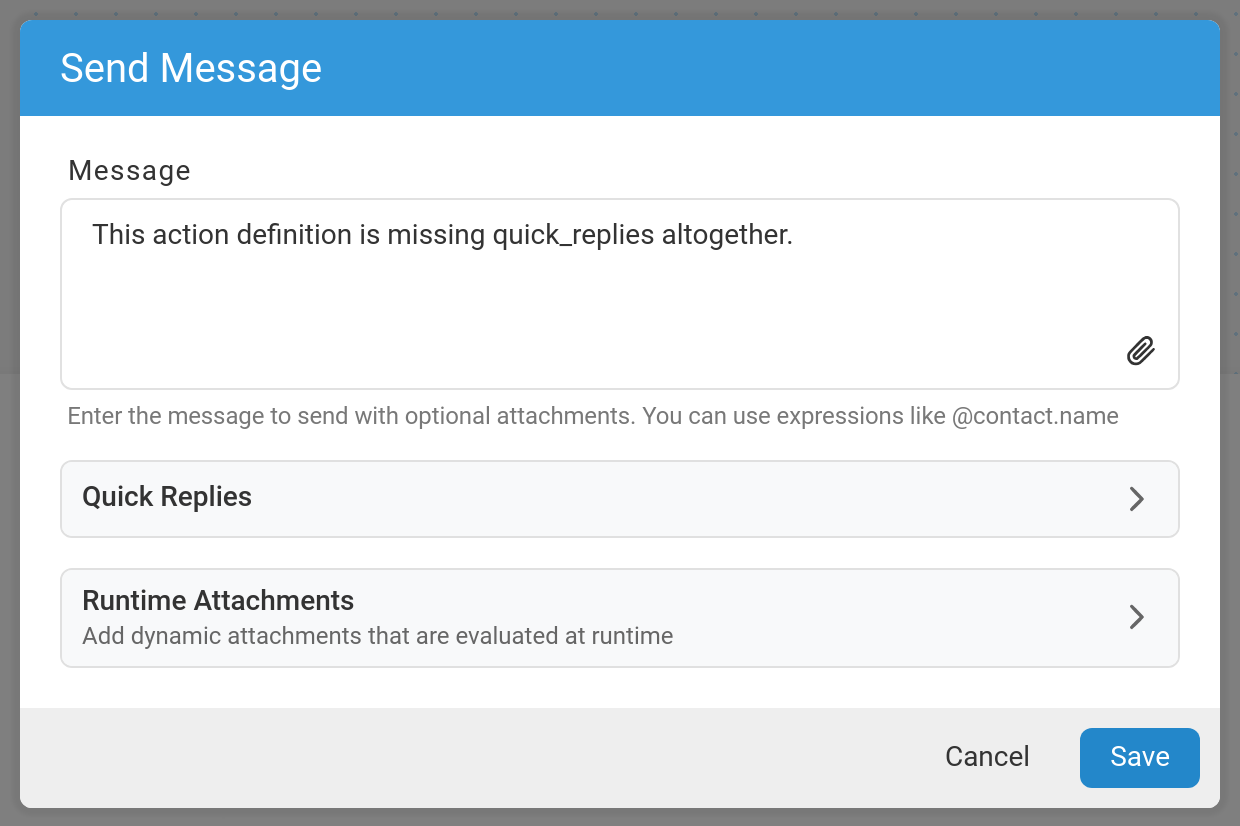 Send Message
Message
This action definition is missing quick_replies altogether.
Enter the message to send with optional attachments. You can use expressions like @contact.name
Quick Replies
Runtime Attachments
Add dynamic attachments that are evaluated at runtime
Cancel
Save